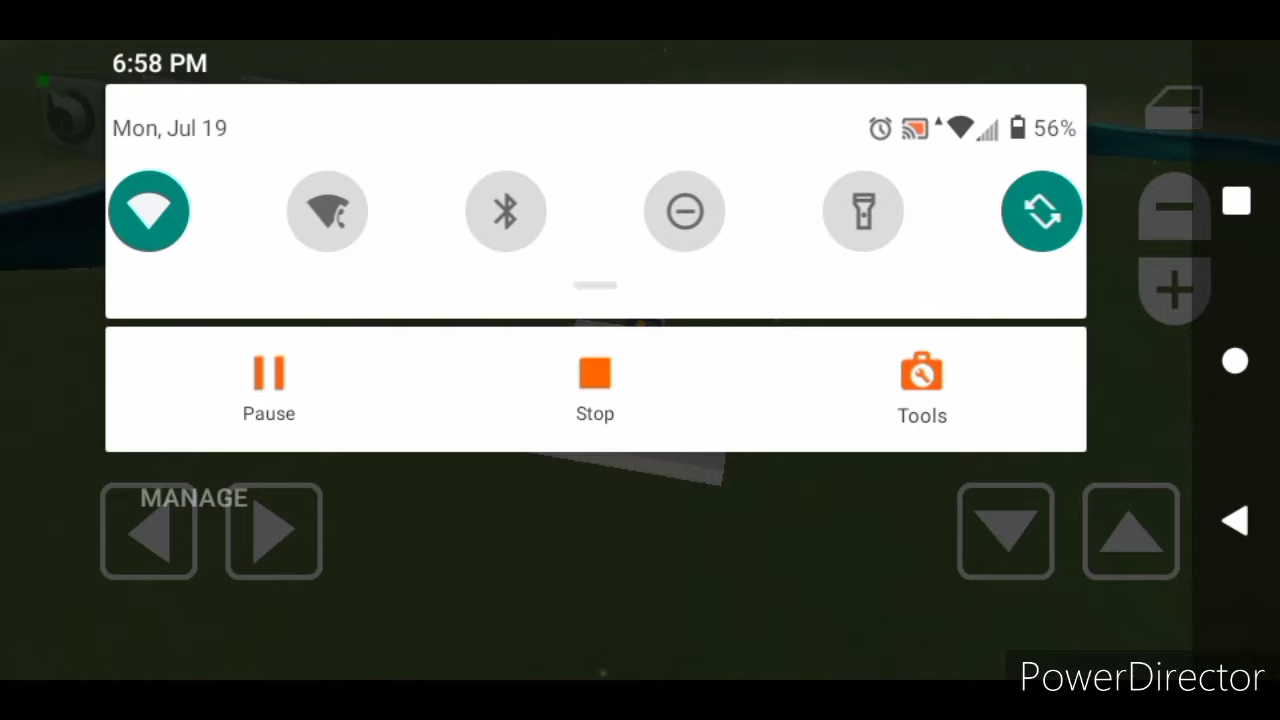 6:58 PM
Mon, Jul 19
56%
Pause
Stop
Tools
MANAGE
PowerDirector